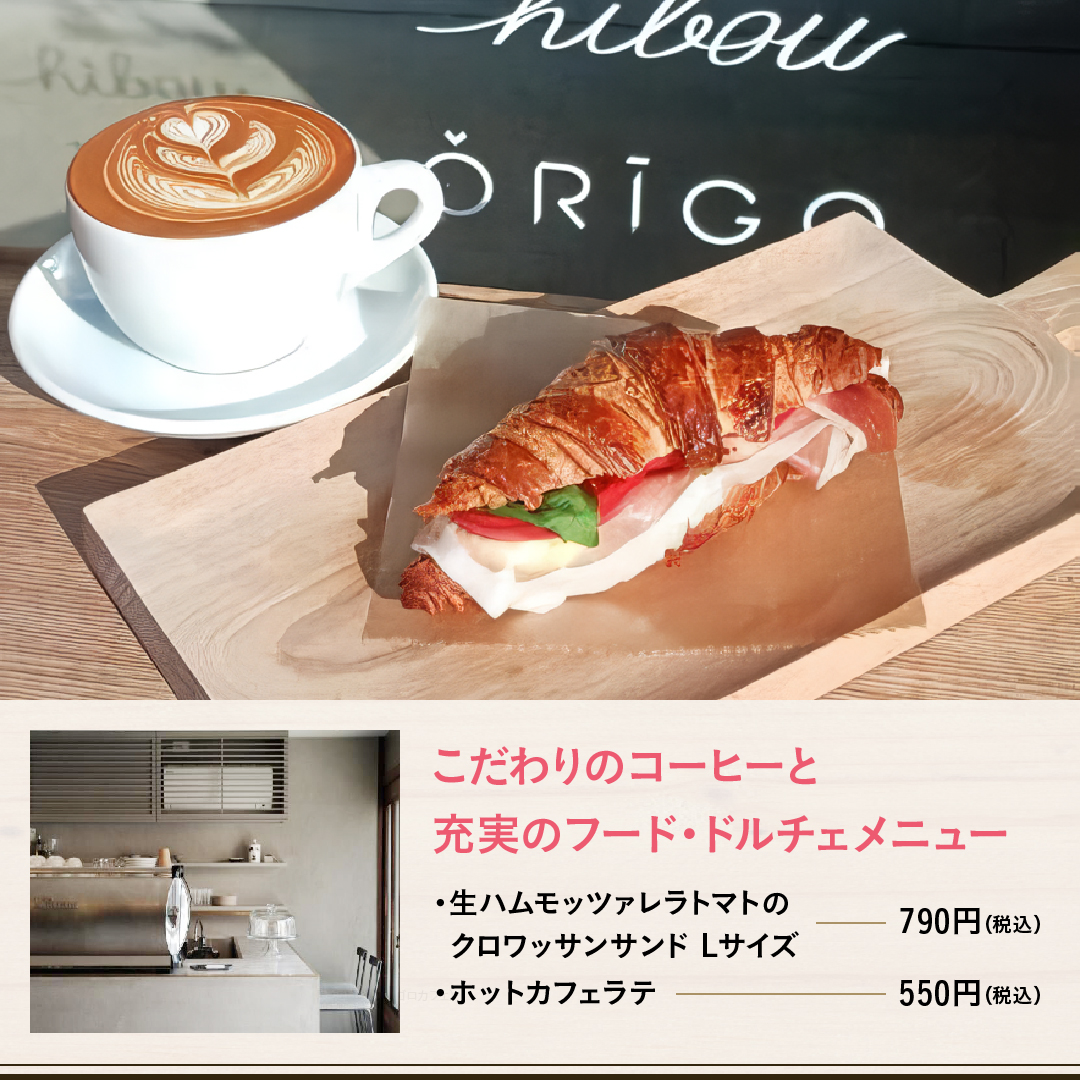 hibou
hibou
ŎRĪGO
こだわりのコーヒーと
充実のフード・ドルチェメニュー
・生ハムモッツァレラトマトの
クロワッサンサンド Lサイズ
790円(税込)
・ホットカフェラテ
550円(税込)